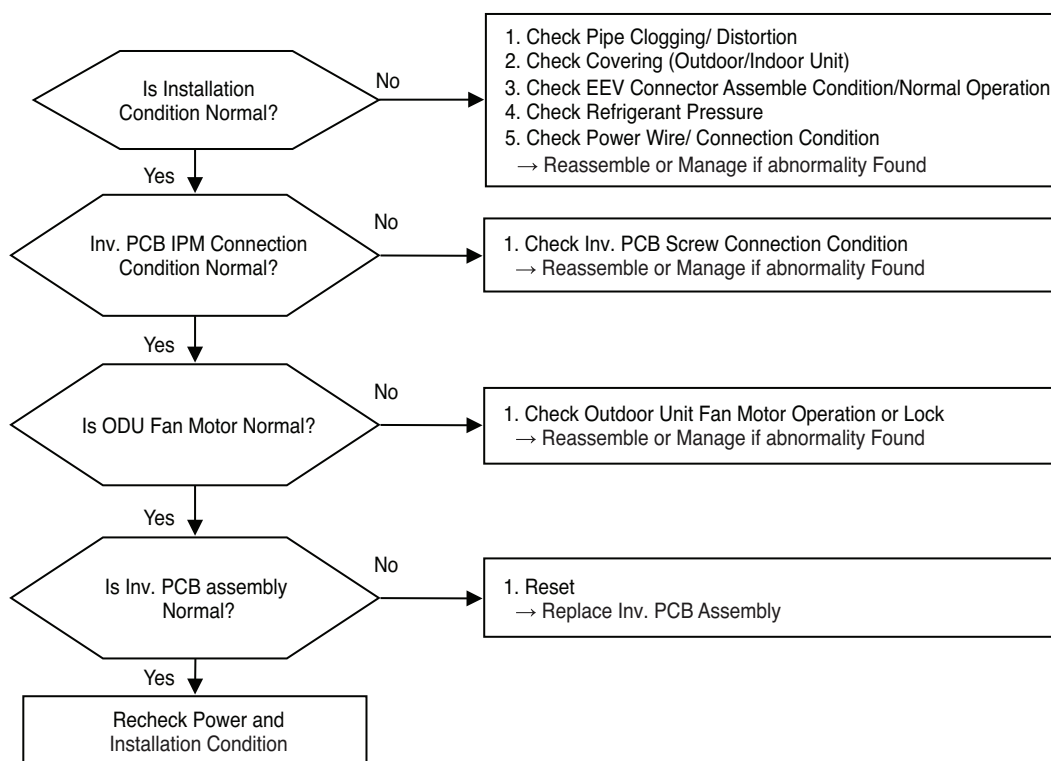 Is Installation
Condition Normal?
No
1. Check Pipe Clogging/ Distortion
2. Check Covering (Outdoor/Indoor Unit)
3. Check EEV Connector Assemble Condition/Normal Operation
4. Check Refrigerant Pressure
5. Check Power Wire/ Connection Condition
→ Reassemble or Manage if abnormality Found
Yes
Inv. PCB IPM Connection
Condition Normal?
No
1. Check Inv. PCB Screw Connection Condition
→ Reassemble or Manage if abnormality Found
Yes
Is ODU Fan Motor Normal?
No
1. Check Outdoor Unit Fan Motor Operation or Lock
→ Reassemble or Manage if abnormality Found
Yes
Is Inv. PCB assembly
Normal?
No
1. Reset
→ Replace Inv. PCB Assembly
Yes
Recheck Power and
Installation Condition